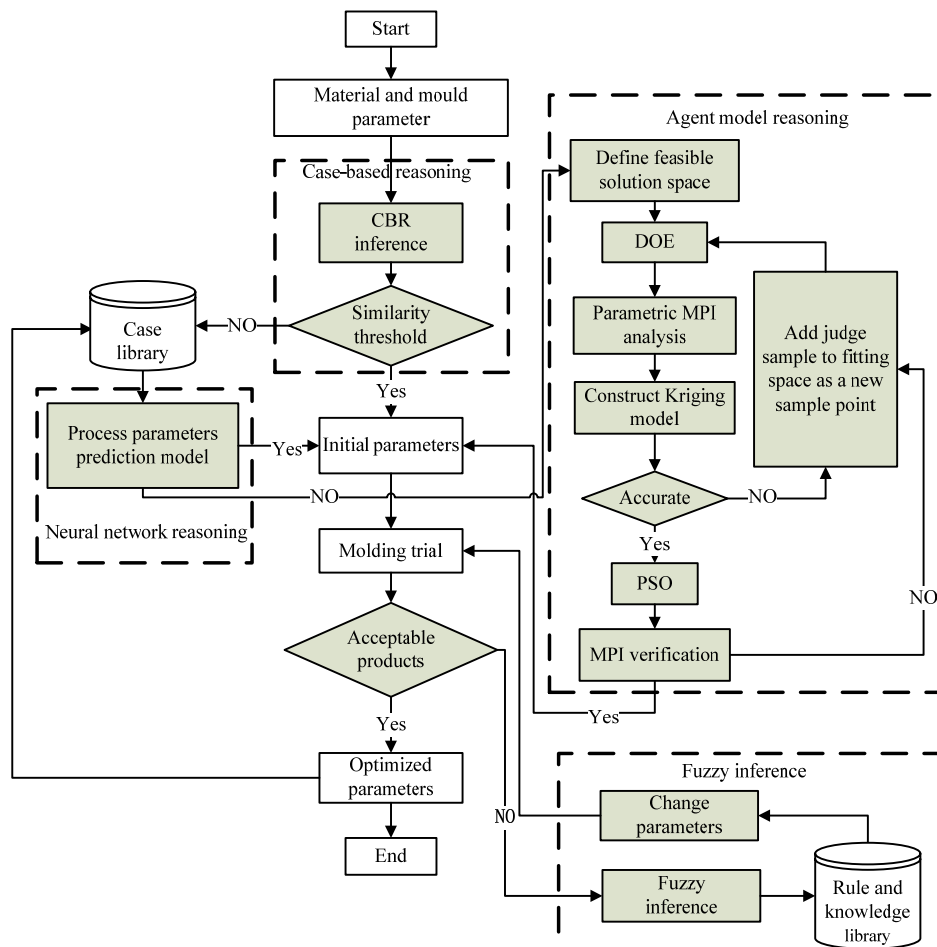 Start
Material and mould
parameter
Case-based reasoning
CBR
inference
Similarity
threshold
NO
Case
library
Yes
Process parameters
prediction model
Yes
Initial parameters
NO
Neural network reasoning
Molding trial
Acceptable
products
Yes
Optimized
parameters
NO
End
Agent model reasoning
Define feasible
solution space
DOE
Parametric MPI
analysis
Add judge
sample to fitting
space as a new
sample point
Construct Kriging
model
Accurate
NO
Yes
PSO
NO
MPI verification
Yes
Fuzzy inference
Change
parameters
Fuzzy
inference
Rule and
knowledge
library